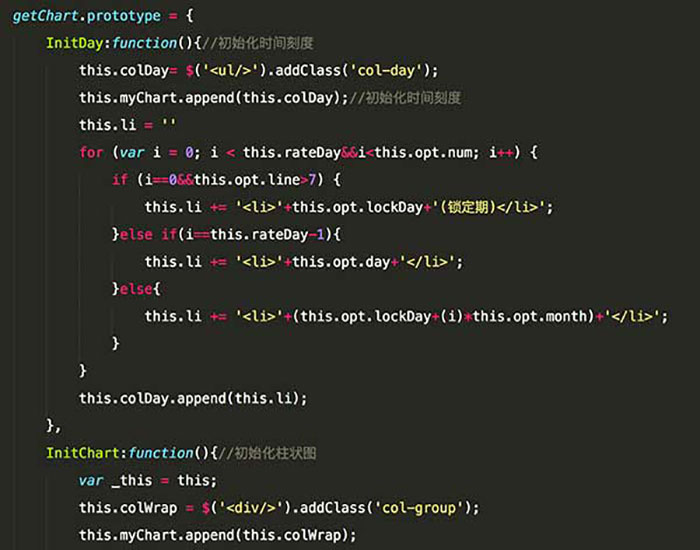 getChart.prototype = {
InitDay:function(){//初始化时间刻度
this.colDay= $('<ul/>').addClass('col-day');
this.myChart.append(this.colDay);//初始化时间刻度
this.li = ''
for (var i = 0; i < this.rateDay&&i<this.opt.num; i++) {
if (i==0&&this.opt.line>7) {
this.li += '<li>'+this.opt.lockDay+'(锁定期)</li>';
}else if(i==this.rateDay-1){
this.li += '<li>'+this.opt.day+'</li>';
}else{
this.li += '<li>'+(this.opt.lockDay+(i)*this.opt.month)+'</li>';
}
}
this.colDay.append(this.li);
},
InitChart:function(){//初始化柱状图
var _this = this;
this.colWrap = $('<div/>').addClass('col-group');
this.myChart.append(this.colWrap);